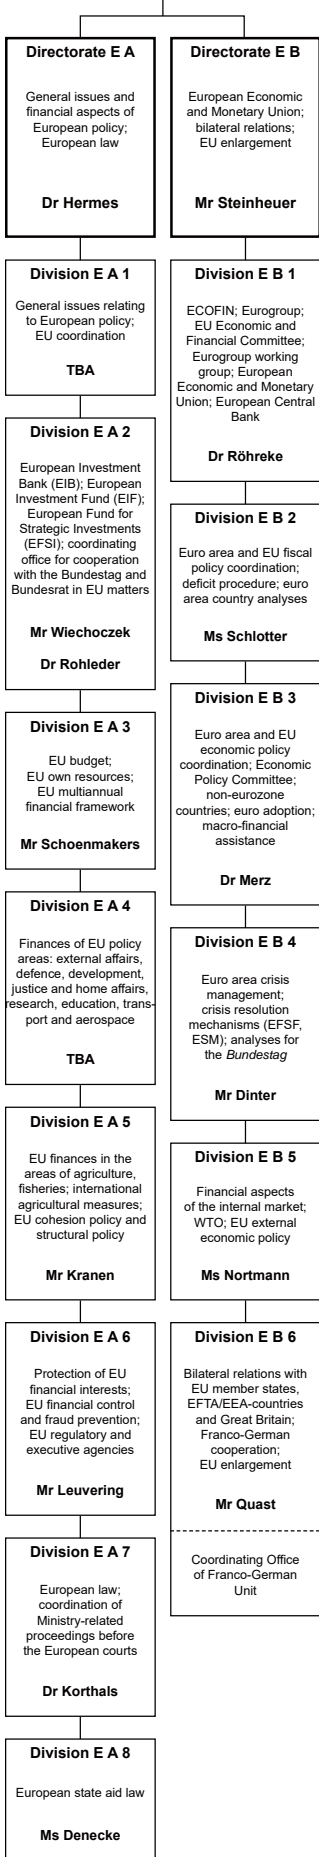 Directorate E A
General issues and
financial aspects of
European policy;
European law
Dr Hermes
Division E A 1
General issues relating
to European policy;
EU coordination
TBA
Division E A 2
European Investment
Bank (EIB); European
Investment Fund (EIF);
European Fund for
Strategic Investments
(EFSI); coordinating
office for cooperation
with the Bundestag and
Bundesrat in EU matters
Mr Wiechoczek
Dr Rohleder
Division E A 3
EU budget;
EU own resources;
EU multiannual
financial framework
Mr Schoenmakers
Division E A 4
Finances of EU policy
areas: external affairs,
defence, development,
justice and home affairs,
research, education, trans-
port and aerospace
TBA
Division E A 5
EU finances in the
areas of agriculture,
fisheries; international
agricultural measures;
EU cohesion policy and
structural policy
Mr Kranen
Division E A 6
Protection of EU
financial interests;
EU financial control
and fraud prevention;
EU regulatory and
executive agencies
Mr Leuvering
Division E A 7
European law;
coordination of
Ministry-related
proceedings before
the European courts
Dr Korthals
Division E A 8
European state aid law
Ms Denecke
Directorate E B
European Economic
and Monetary Union;
bilateral relations;
EU enlargement
Mr Steinheuer
Division E B 1
ECOFIN; Eurogroup;
EU Economic and
Financial Committee;
Eurogroup working
group; European
Economic and Monetary
Union; European Central
Bank
Dr Röhreke
Division E B 2
Euro area and EU fiscal
policy coordination;
deficit procedure; euro
area country analyses
Ms Schlotter
Division E B 3
Euro area and EU
economic policy
coordination; Economic
Policy Committee;
non-eurozone
countries; euro adoption;
macro-financial
assistance
Dr Merz
Division E B 4
Euro area crisis
management;
crisis resolution
mechanisms (EFSF,
ESM); analyses for
the Bundestag
Mr Dinter
Division E B 5
Financial aspects
of the internal market;
WTO; EU external
economic policy
Ms Nortmann
Division E B 6
Bilateral relations with
EU member states,
EFTA/EEA-countries
and Great Britain;
Franco-German
cooperation;
EU enlargement
Mr Quast
Coordinating Office
of Franco-German
Unit